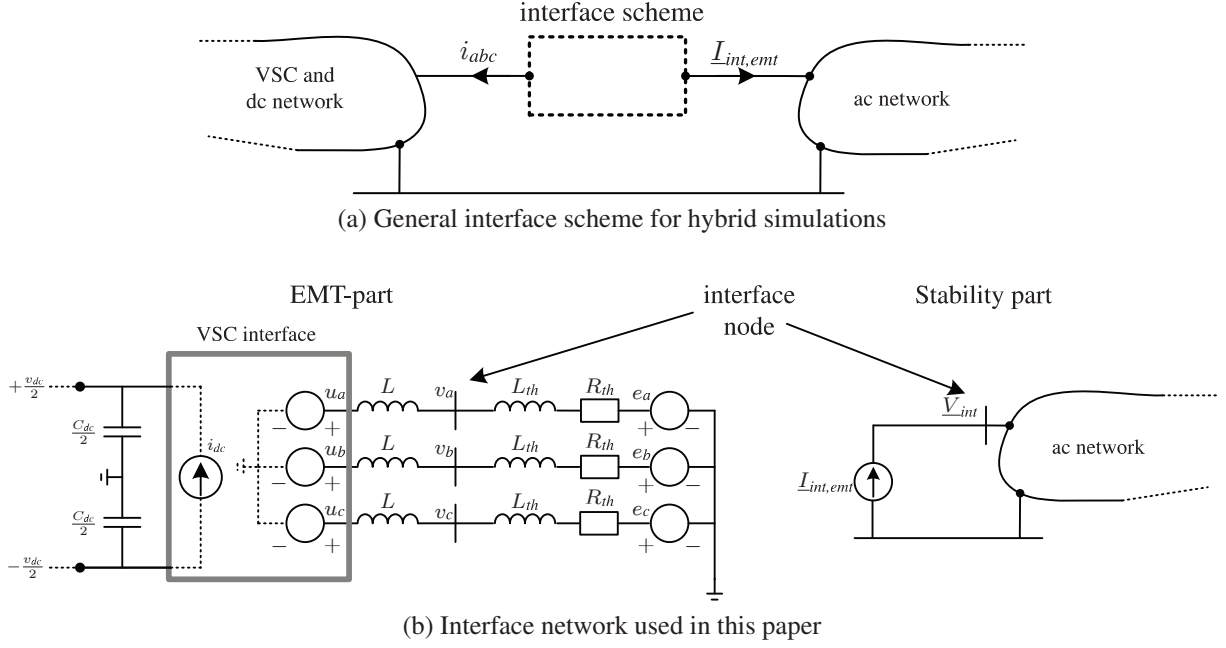 interface scheme
i_abc
I_int,emt
VSC and
dc network
ac network
(a) General interface scheme for hybrid simulations
EMT-part
interface
node
Stability part
VSC interface
+ v_dc/2
C_dc/2
i_dc
C_dc/2
− v_dc/2
u_a L v_a L_th R_th e_a
− + + −
u_b L v_b L_th R_th e_b
− + + −
u_c L v_c L_th R_th e_c
− + + −
V_int
I_int,emt
ac network
(b) Interface network used in this paper